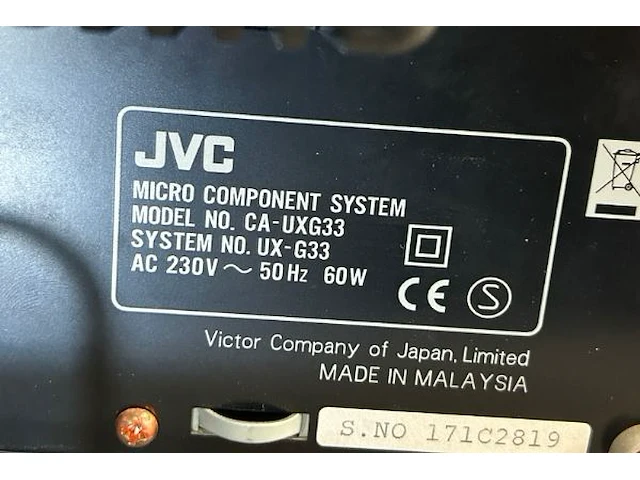 JVC
MICRO COMPONENT SYSTEM
MODEL NO. CA-UXG33
SYSTEM NO. UX-G33
AC 230V ~ 50Hz 60W
CE S
Victor Company of Japan, Limited
MADE IN MALAYSIA
S.NO 171C2819